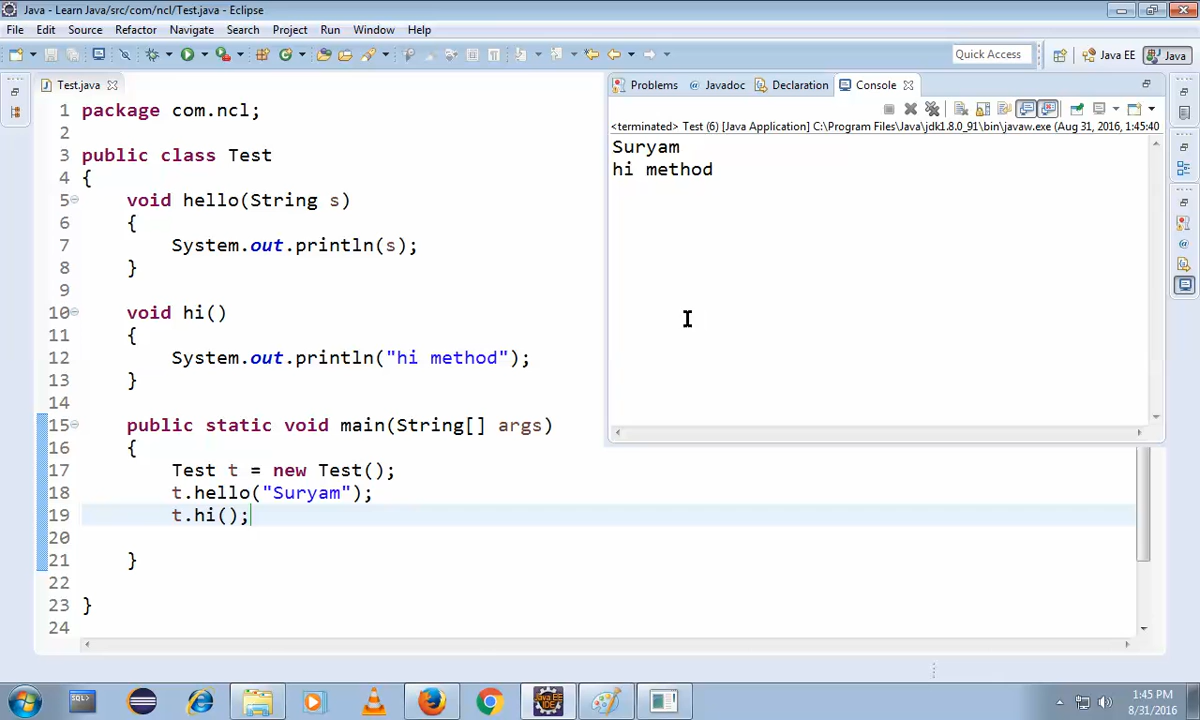 Java - Learn Java/src/com/ncl/Test.java - Eclipse
File Edit Source Refactor Navigate Search Project Run Window Help
Quick Access
Java EE
Java
Test.java
1 package com.ncl;
2
3 public class Test
4 {
5 void hello(String s)
6 {
7 System.out.println(s);
8 }
9
10 void hi()
11 {
12 System.out.println("hi method");
13 }
14
15 public static void main(String[] args)
16 {
17 Test t = new Test();
18 t.hello("Suryam");
19 t.hi();
20
21 }
22
23 }
24
Problems @ Javadoc Declaration Console
<terminated> Test (6) [Java Application] C:\Program Files\Java\jdk1.8.0_91\bin\javaw.exe (Aug 31, 2016, 1:45:40
Suryam
hi method
SQL>
Java EE
IDE
1:45 PM
8/31/2016